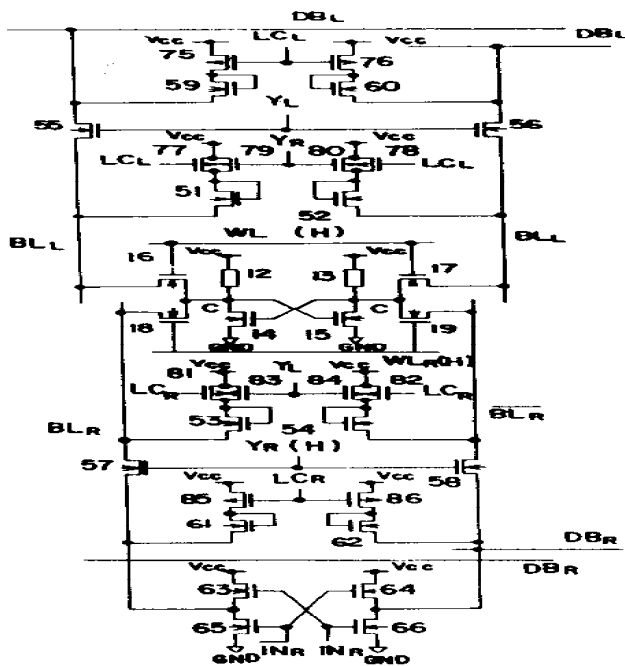 DBL
Vcc LCL Vcc DBL
75 76
59 60
YL
55 56
Vcc YR Vcc
77 79 80 78
LCL LCL
51 52
WL (H)
BLL BLL
16 Vcc Vcc 17
12 13
C C
18 14 15 19
GND GND
WLR(H)
Vcc YL Vcc
81 83 84 82
LCR LCR
53 54
BLR BLR
YR (H)
57 58
Vcc LCR Vcc
85 86
61 62
DBR
Vcc Vcc DBR
63 64
65 66
INR INR
GND GND